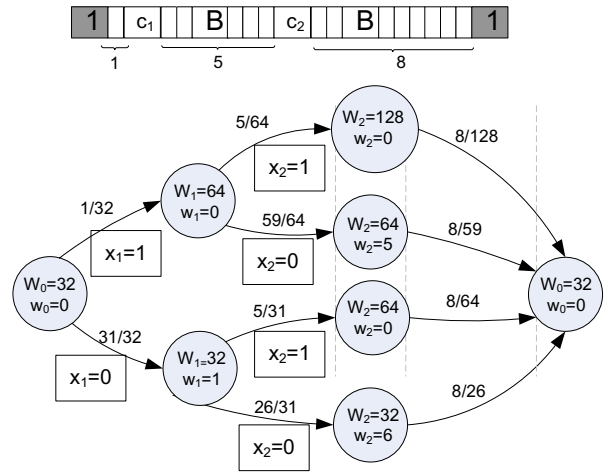 1 c1 B c2 B 1
1 5 8
5/64
W2=128
w2=0
8/128
x2=1
W1=64
w1=0
1/32
59/64
W2=64
w2=5
8/59
x1=1
x2=0
W0=32
w0=0
W0=32
w0=0
5/31
W2=64
w2=0
8/64
31/32
x2=1
W1=32
w1=1
x1=0
8/26
26/31
W2=32
w2=6
x2=0